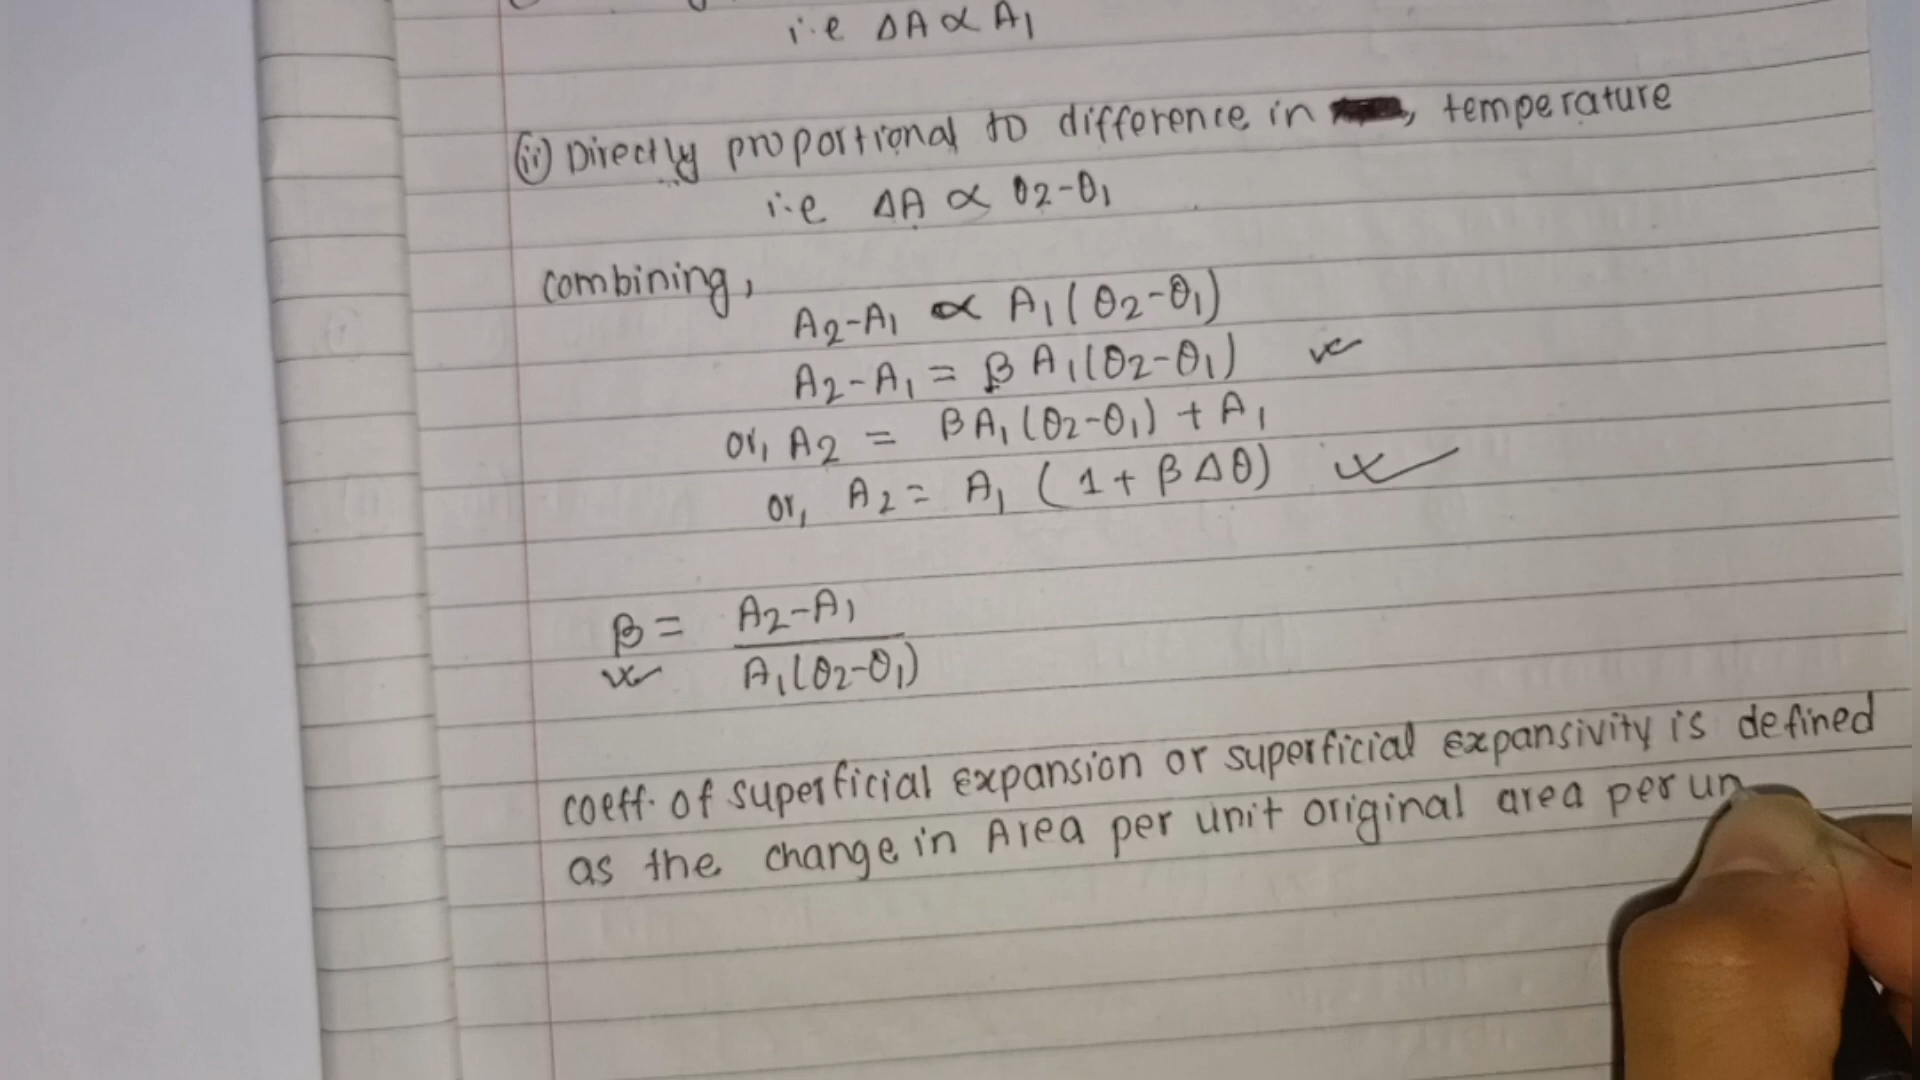 i.e ΔA ∝ A₁
(ii) Directly proportional to difference in , temperature
i.e ΔA ∝ θ₂-θ₁
combining,
A₂-A₁ ∝ A₁(θ₂-θ₁)
A₂-A₁ = β A₁(θ₂-θ₁)
or, A₂ = βA₁(θ₂-θ₁) + A₁
or, A₂ = A₁ (1 + βΔθ)
β = A₂-A₁
A₁(θ₂-θ₁)
coeff. of superficial expansion or superficial expansivity is defined
as the change in Area per unit original area per un